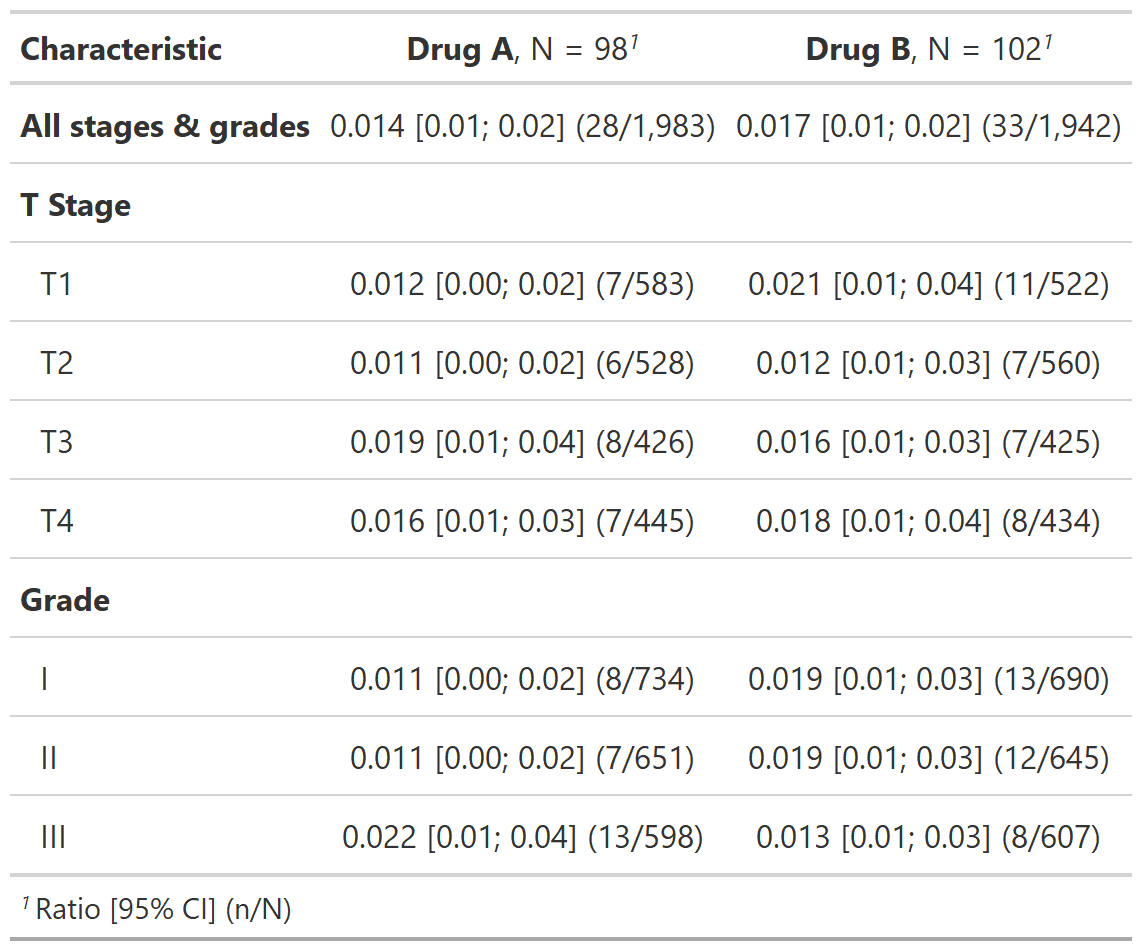 Characteristic Drug A, N = 98¹ Drug B, N = 102¹
All stages & grades 0.014 [0.01; 0.02] (28/1,983) 0.017 [0.01; 0.02] (33/1,942)
T Stage
T1 0.012 [0.00; 0.02] (7/583) 0.021 [0.01; 0.04] (11/522)
T2 0.011 [0.00; 0.02] (6/528) 0.012 [0.01; 0.03] (7/560)
T3 0.019 [0.01; 0.04] (8/426) 0.016 [0.01; 0.03] (7/425)
T4 0.016 [0.01; 0.03] (7/445) 0.018 [0.01; 0.04] (8/434)
Grade
I 0.011 [0.00; 0.02] (8/734) 0.019 [0.01; 0.03] (13/690)
II 0.011 [0.00; 0.02] (7/651) 0.019 [0.01; 0.03] (12/645)
III 0.022 [0.01; 0.04] (13/598) 0.013 [0.01; 0.03] (8/607)
¹ Ratio [95% CI] (n/N)